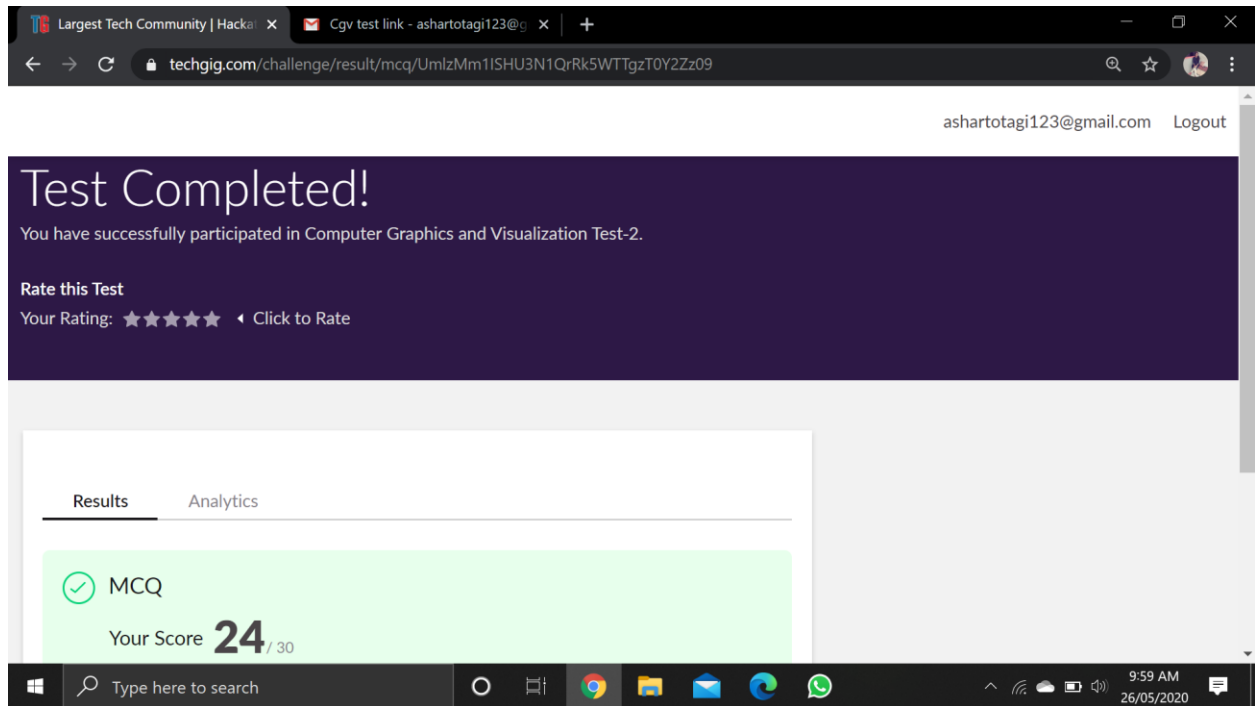 Largest Tech Community | Hacka
Cgv test link - ashartotagi123@g
techgig.com/challenge/result/mcq/UmlzMm1ISHU3N1QrRk5WTTgzT0Y2Zz09
ashartotagi123@gmail.com Logout
Test Completed!
You have successfully participated in Computer Graphics and Visualization Test-2.
Rate this Test
Your Rating: Click to Rate
Results Analytics
MCQ
Your Score 24 / 30
Type here to search
9:59 AM
26/05/2020